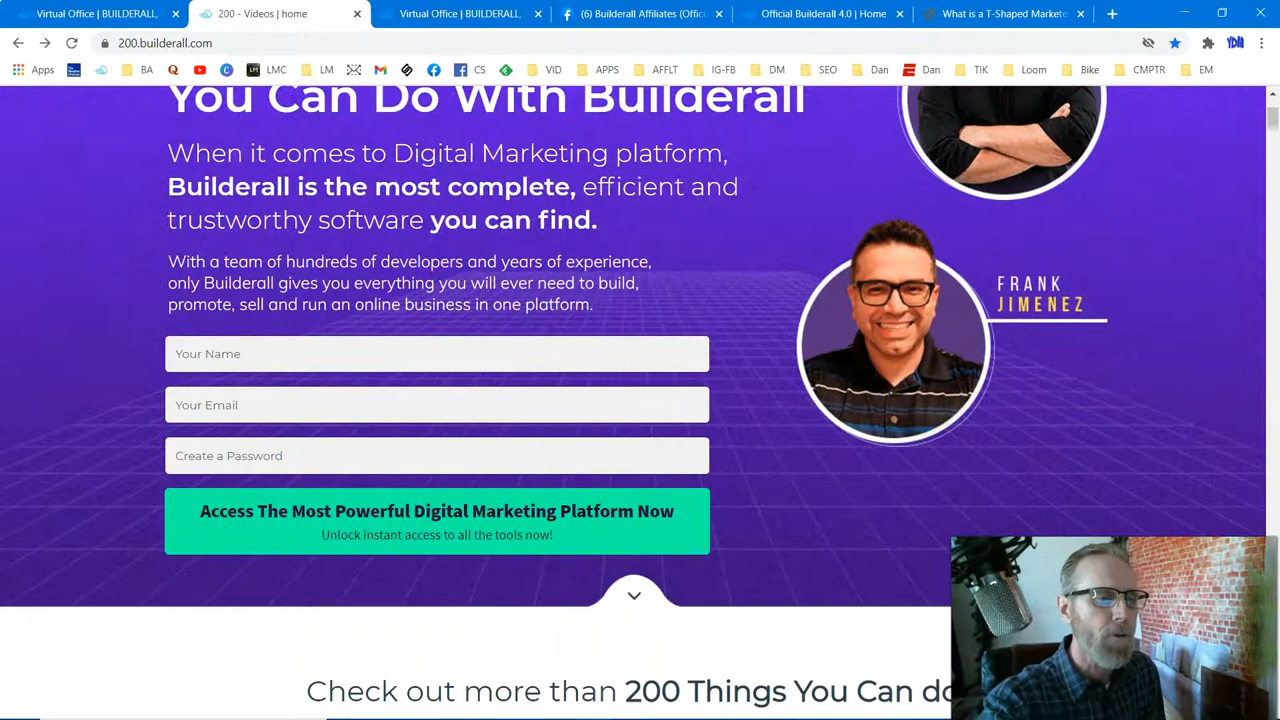 Virtual Office | BUILDERALL
200 - Videos | home
Virtual Office | BUILDERALL
(6) Builderall Affiliates (Offici
Official Builderall 4.0 | Home
What is a T-Shaped Markete
200.builderall.com
Apps
BA
LMC
LM
CS
VID
APPS
AFFLT
IG-FB
DM
SEO
Dan
Dan
TIK
Loom
Bike
CMPTR
EM
You Can Do With Builderall
When it comes to Digital Marketing platform,
Builderall is the most complete, efficient and
trustworthy software you can find.
With a team of hundreds of developers and years of experience,
only Builderall gives you everything you will ever need to build,
promote, sell and run an online business in one platform.
FRANK
JIMENEZ
Your Name
Your Email
Create a Password
Access The Most Powerful Digital Marketing Platform Now
Unlock instant access to all the tools now!
Check out more than 200 Things You Can do